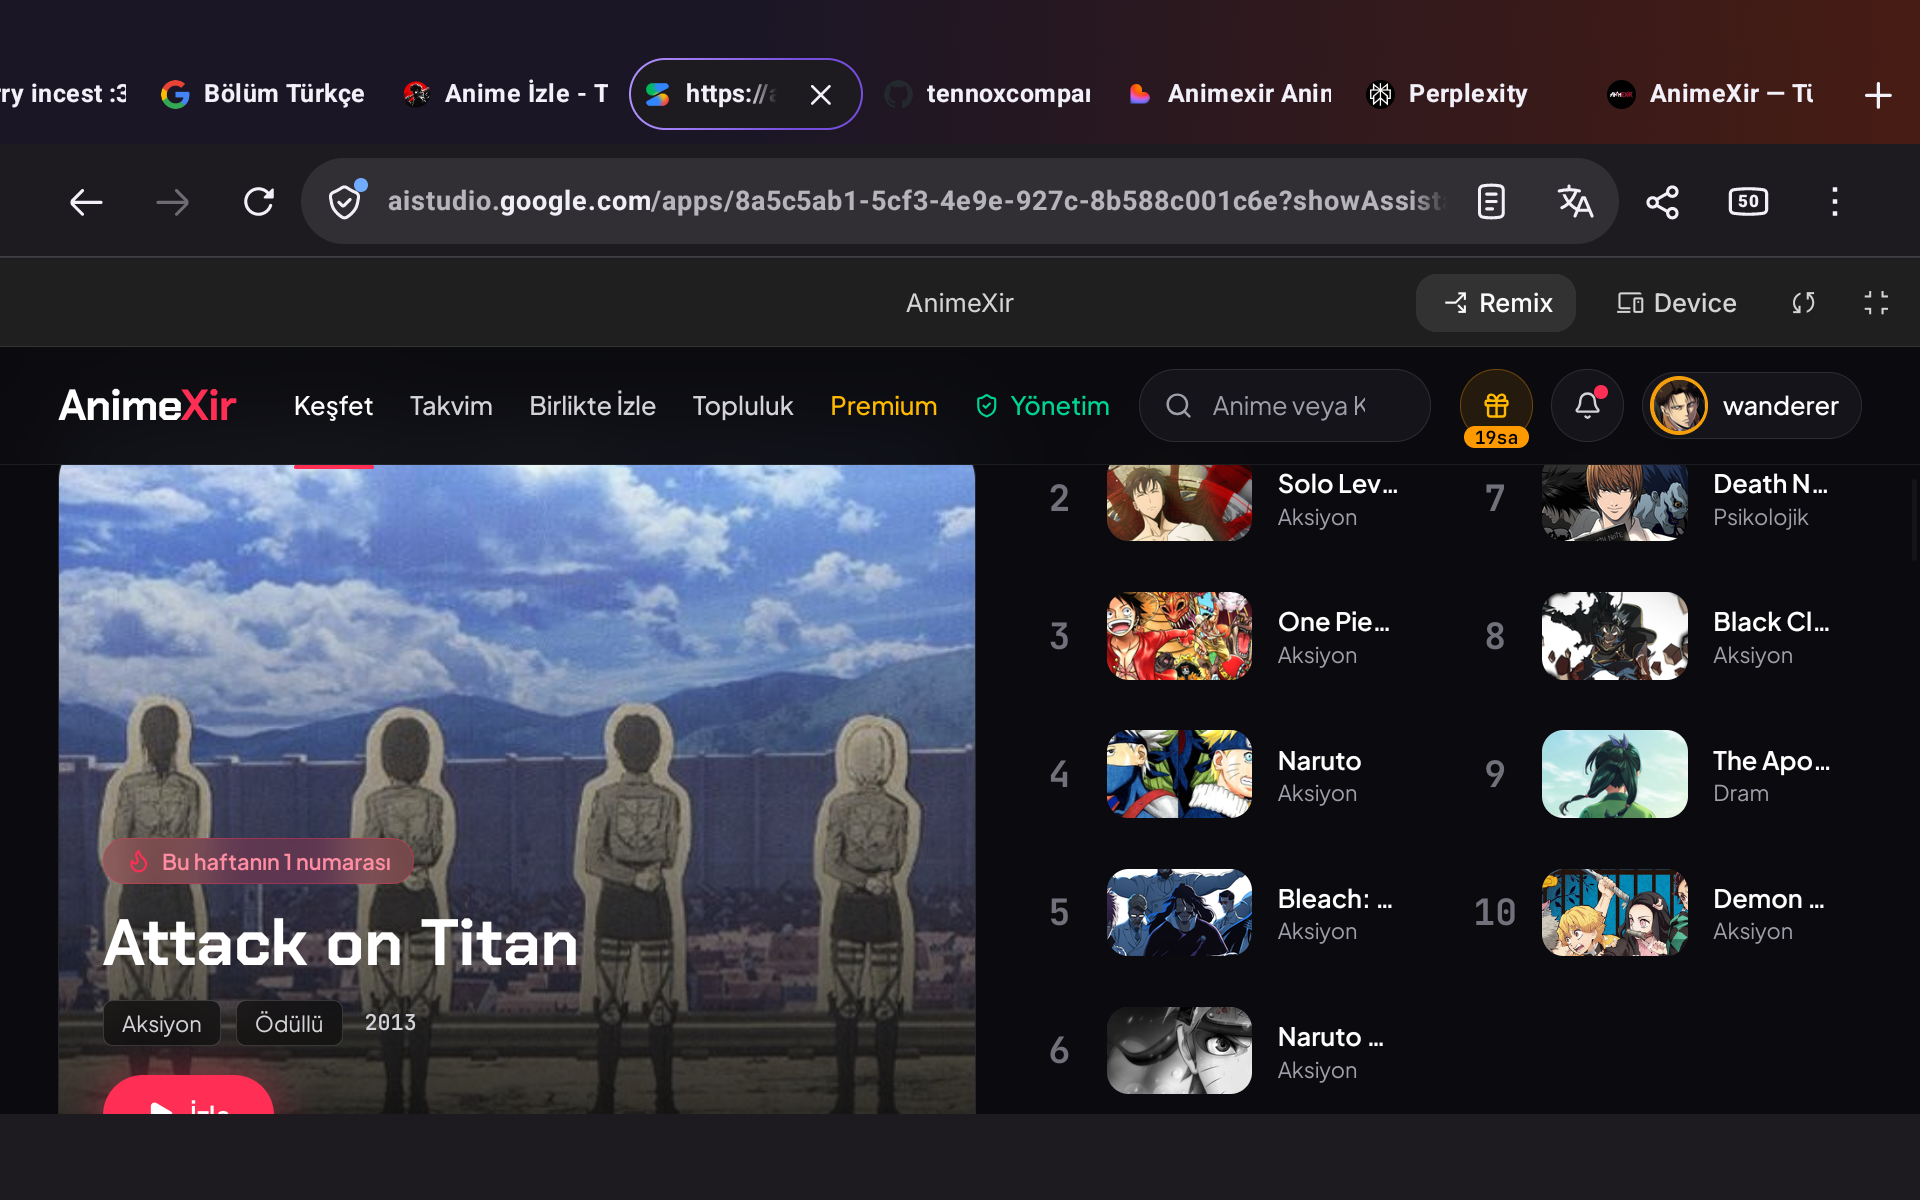 ry incest :3
Bölüm Türkçe
Anime İzle - T
https://a
tennoxcompar
Animexir Anin
Perplexity
AnimeXir — Tü
aistudio.google.com/apps/8a5c5ab1-5cf3-4e9e-927c-8b588c001c6e?showAssista
50
AnimeXir
Remix
Device
AnimeXir
Keşfet
Takvim
Birlikte İzle
Topluluk
Premium
Yönetim
Anime veya K
19sa
wanderer
Bu haftanın 1 numarası
Attack on Titan
Aksiyon
Ödüllü
2013
İzle
2
Solo Lev...
Aksiyon
3
One Pie...
Aksiyon
4
Naruto
Aksiyon
5
Bleach: ...
Aksiyon
6
Naruto ...
Aksiyon
7
Death N...
Psikolojik
8
Black Cl...
Aksiyon
9
The Apo...
Dram
10
Demon ...
Aksiyon